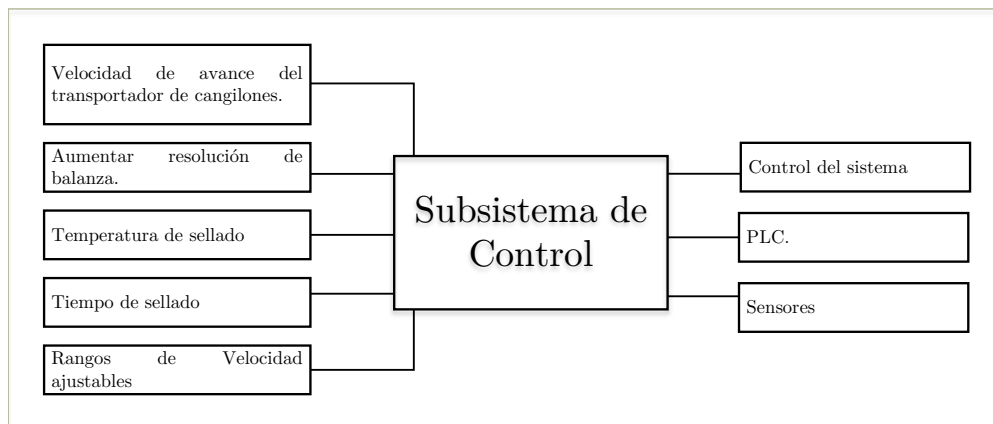 Velocidad de avance del
transportador de cangilones.
Aumentar resolución de
balanza.
Temperatura de sellado
Tiempo de sellado
Rangos de Velocidad
ajustables
Subsistema de
Control
Control del sistema
PLC.
Sensores